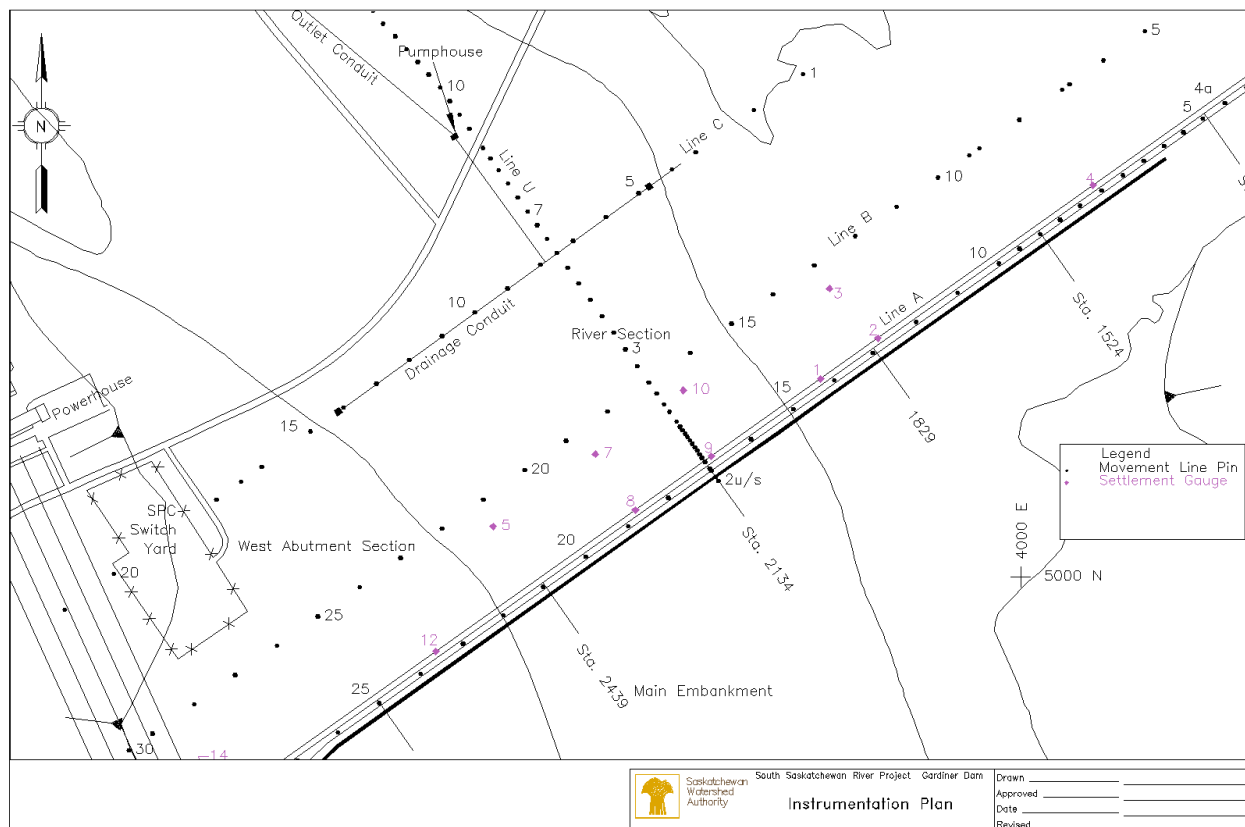 Outlet Conduit
Pumphouse
10
1
5
4a
5
N
Line U
Line C
5
7
4
10
Line B
10
3
10
Drainage Conduit
River Section
3
15
Line A
2
Sta. 1524
1
10
15
1829
Powerhouse
15
7
20
9
2u/s
8
5
20
Sta. 2134
SPC
Switch
Yard
West Abutment Section
20
25
12
25
Sta. 2439
Main Embankment
30
14
4000 E
5000 N
Legend
Movement Line Pin
Settlement Gauge
Saskatchewan
Watershed
Authority
South Saskatchewan River Project Gardiner Dam
Instrumentation Plan
Drawn
Approved
Date
Revised